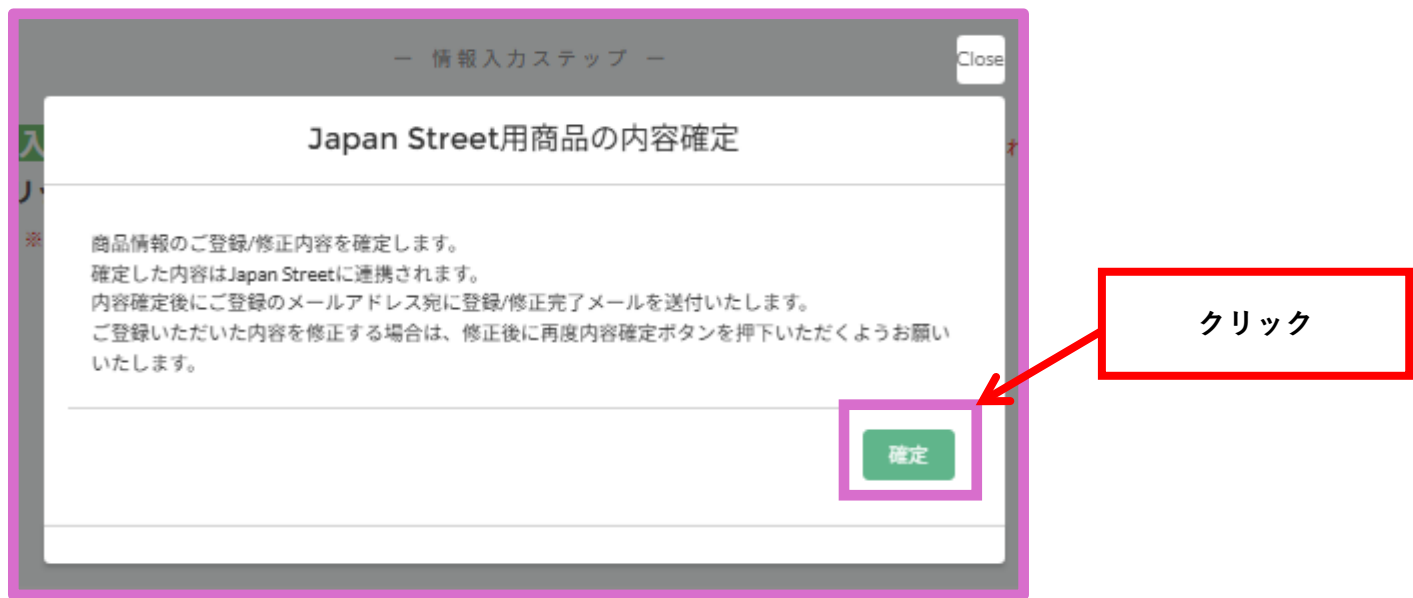 ― 情報入力ステップ ―
Close
Japan Street用商品の内容確定
入
リッ
※
商品情報のご登録/修正内容を確定します。
確定した内容はJapan Streetに連携されます。
内容確定後にご登録のメールアドレス宛に登録/修正完了メールを送付いたします。
ご登録いただいた内容を修正する場合は、修正後に再度内容確定ボタンを押下いただくようお願い
いたします。
確定
クリック